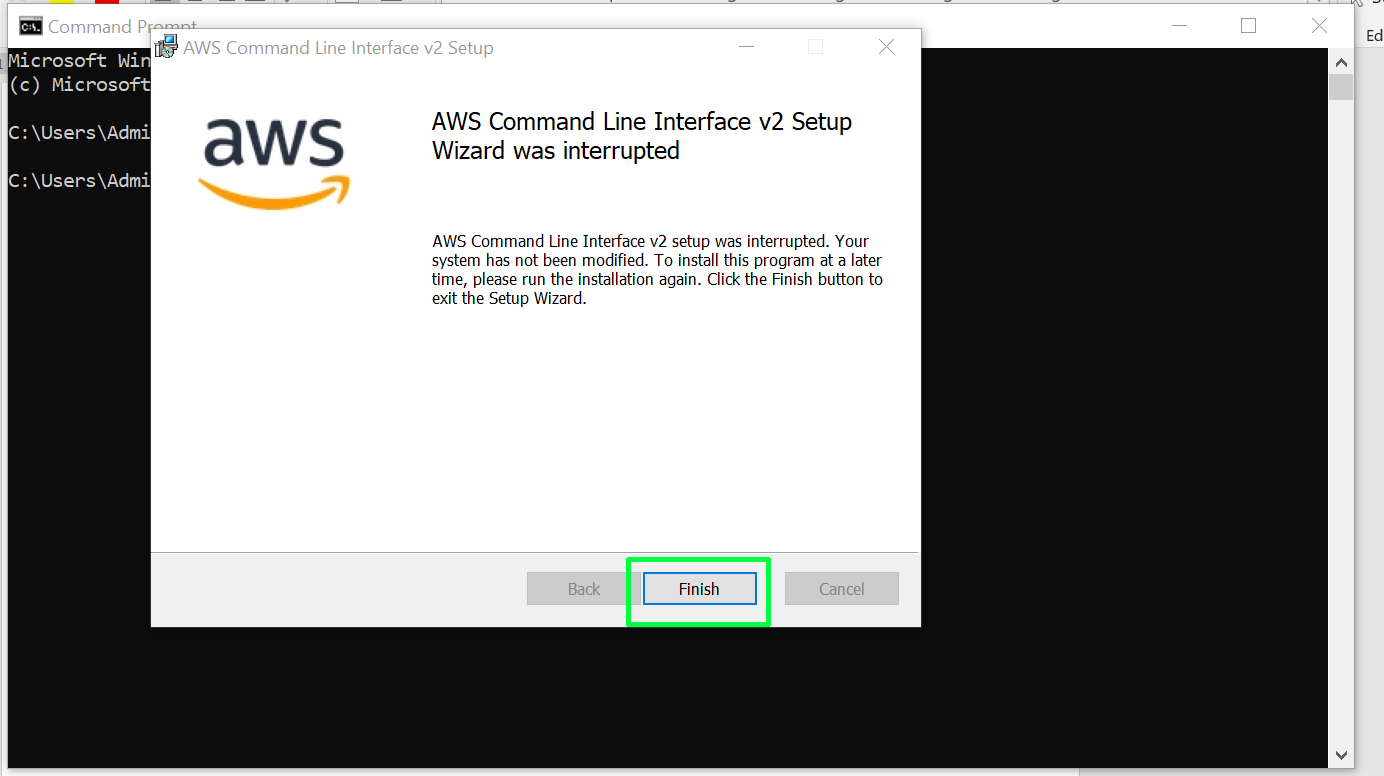 Ed
Command Prompt
AWS Command Line Interface v2 Setup
Microsoft Win
(c) Microsoft
C:\Users\Admi
C:\Users\Admi
aws
AWS Command Line Interface v2 Setup
Wizard was interrupted
AWS Command Line Interface v2 setup was interrupted. Your
system has not been modified. To install this program at a later
time, please run the installation again. Click the Finish button to
exit the Setup Wizard.
Back
Finish
Cancel